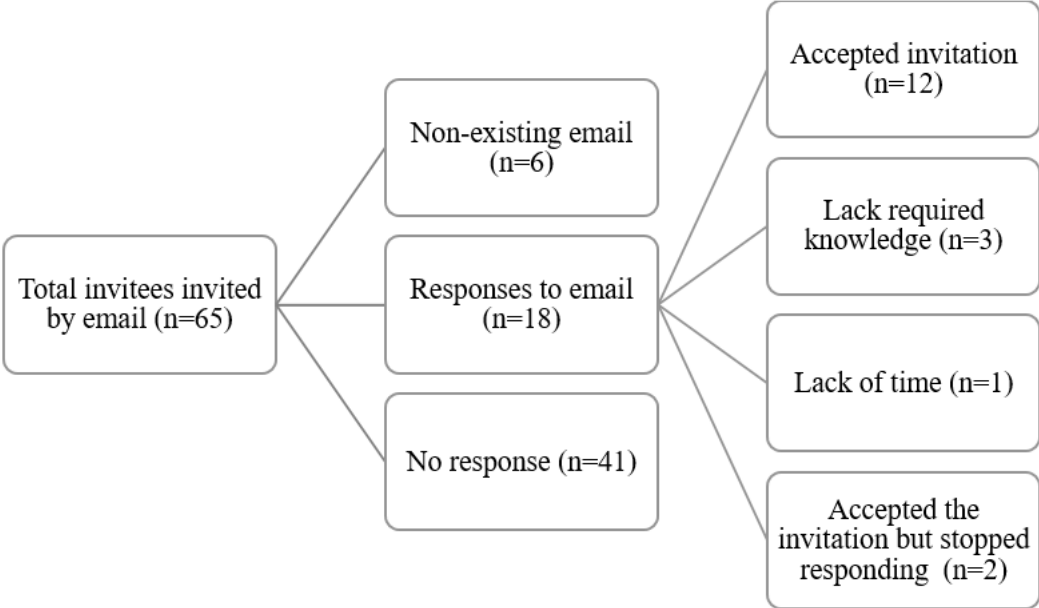 Total invitees invited
by email (n=65)
Non-existing email
(n=6)
Responses to email
(n=18)
No response (n=41)
Accepted invitation
(n=12)
Lack required
knowledge (n=3)
Lack of time (n=1)
Accepted the
invitation but stopped
responding  (n=2)